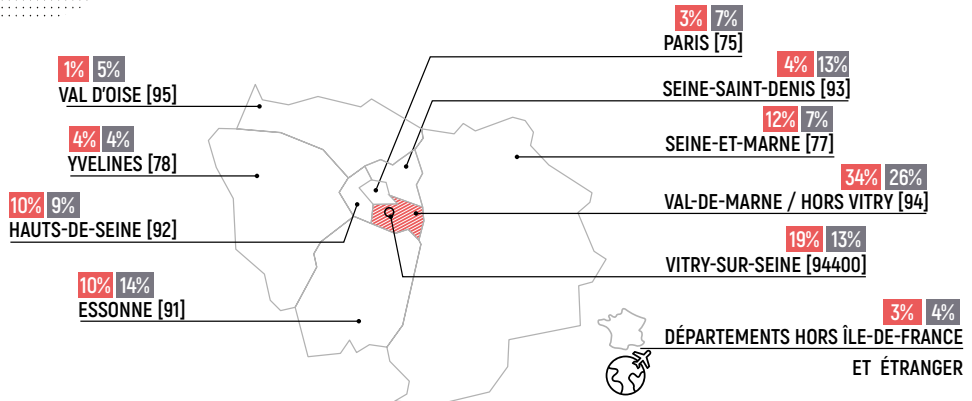 3% 7%
PARIS [75]
1% 5%
VAL D'OISE [95]
4% 13%
SEINE-SAINT-DENIS [93]
12% 7%
SEINE-ET-MARNE [77]
4% 4%
YVELINES [78]
34% 26%
VAL-DE-MARNE / HORS VITRY [94]
10% 9%
HAUTS-DE-SEINE [92]
19% 13%
VITRY-SUR-SEINE [94400]
10% 14%
ESSONNE [91]
3% 4%
DÉPARTEMENTS HORS ÎLE-DE-FRANCE
ET ÉTRANGER